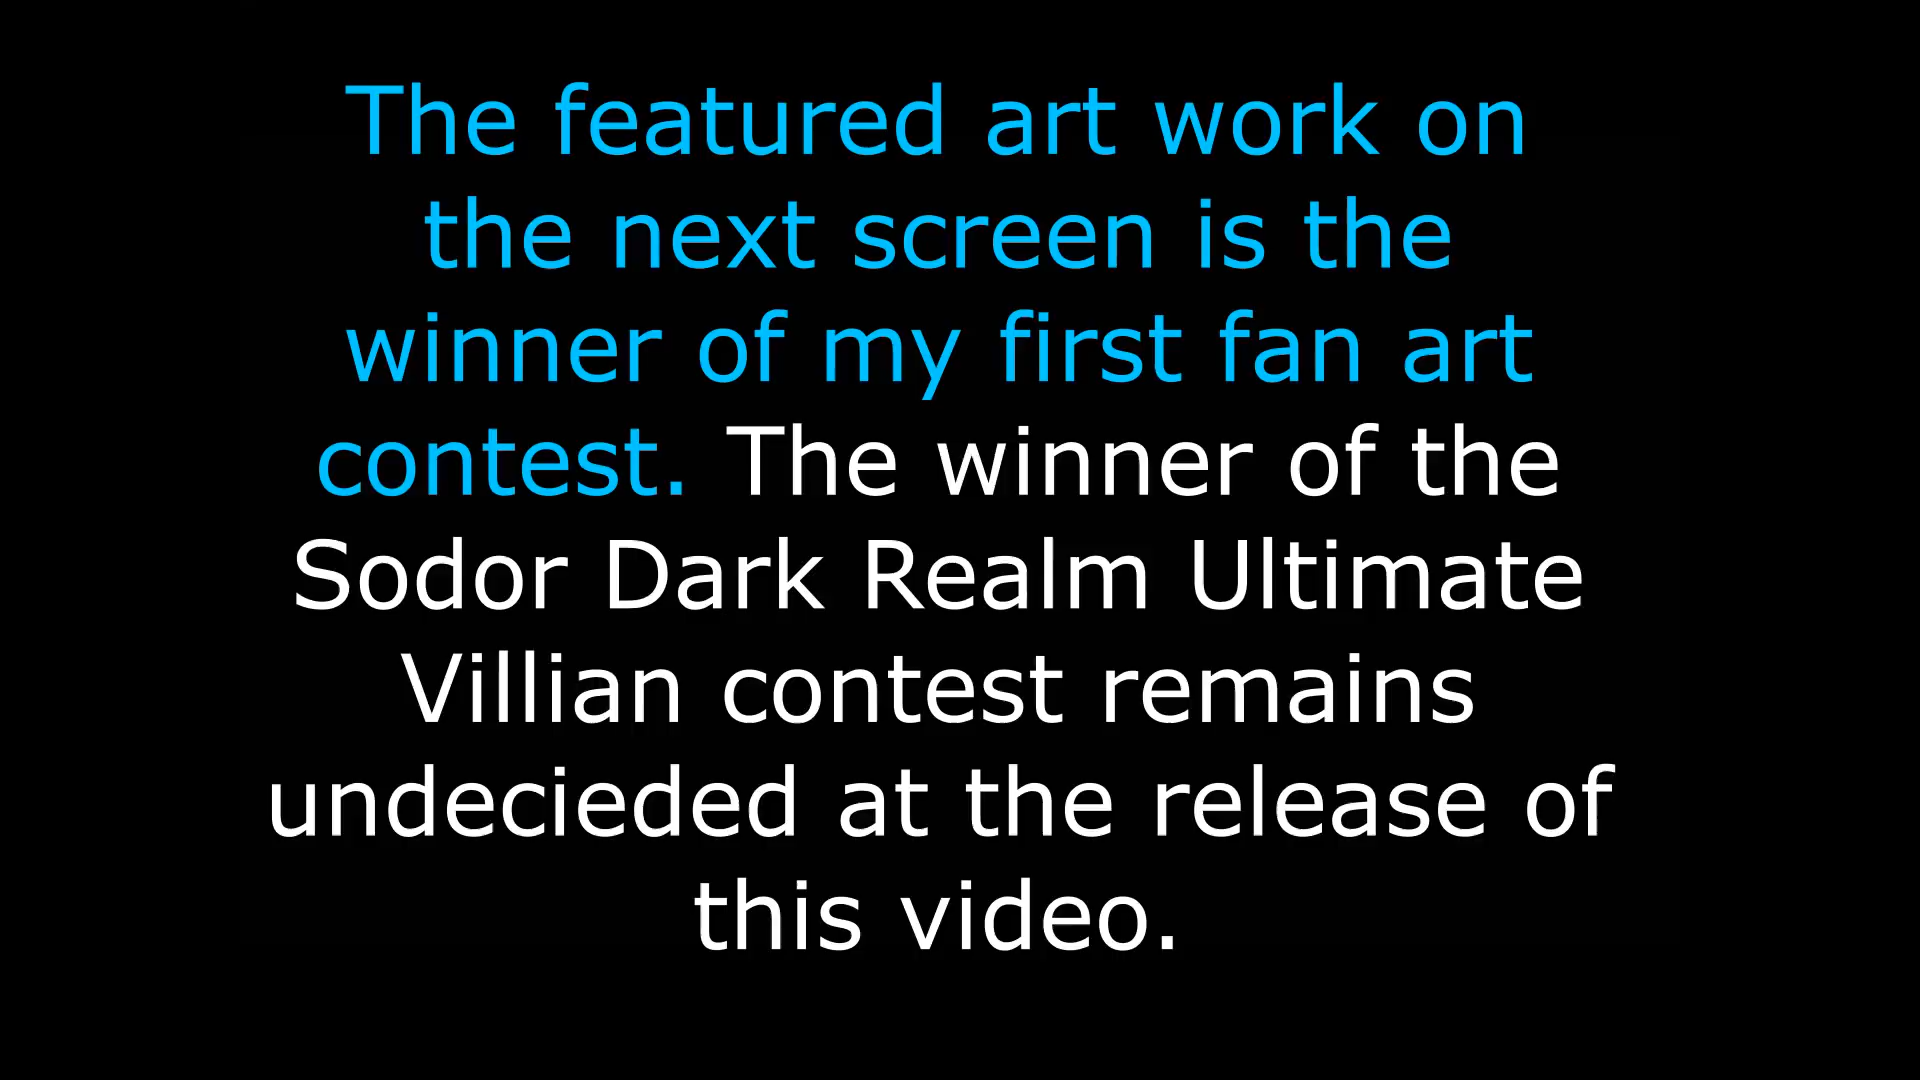 The featured art work on
the next screen is the
winner of my first fan art
contest. The winner of the
Sodor Dark Realm Ultimate
Villian contest remains
undecieded at the release of
this video.